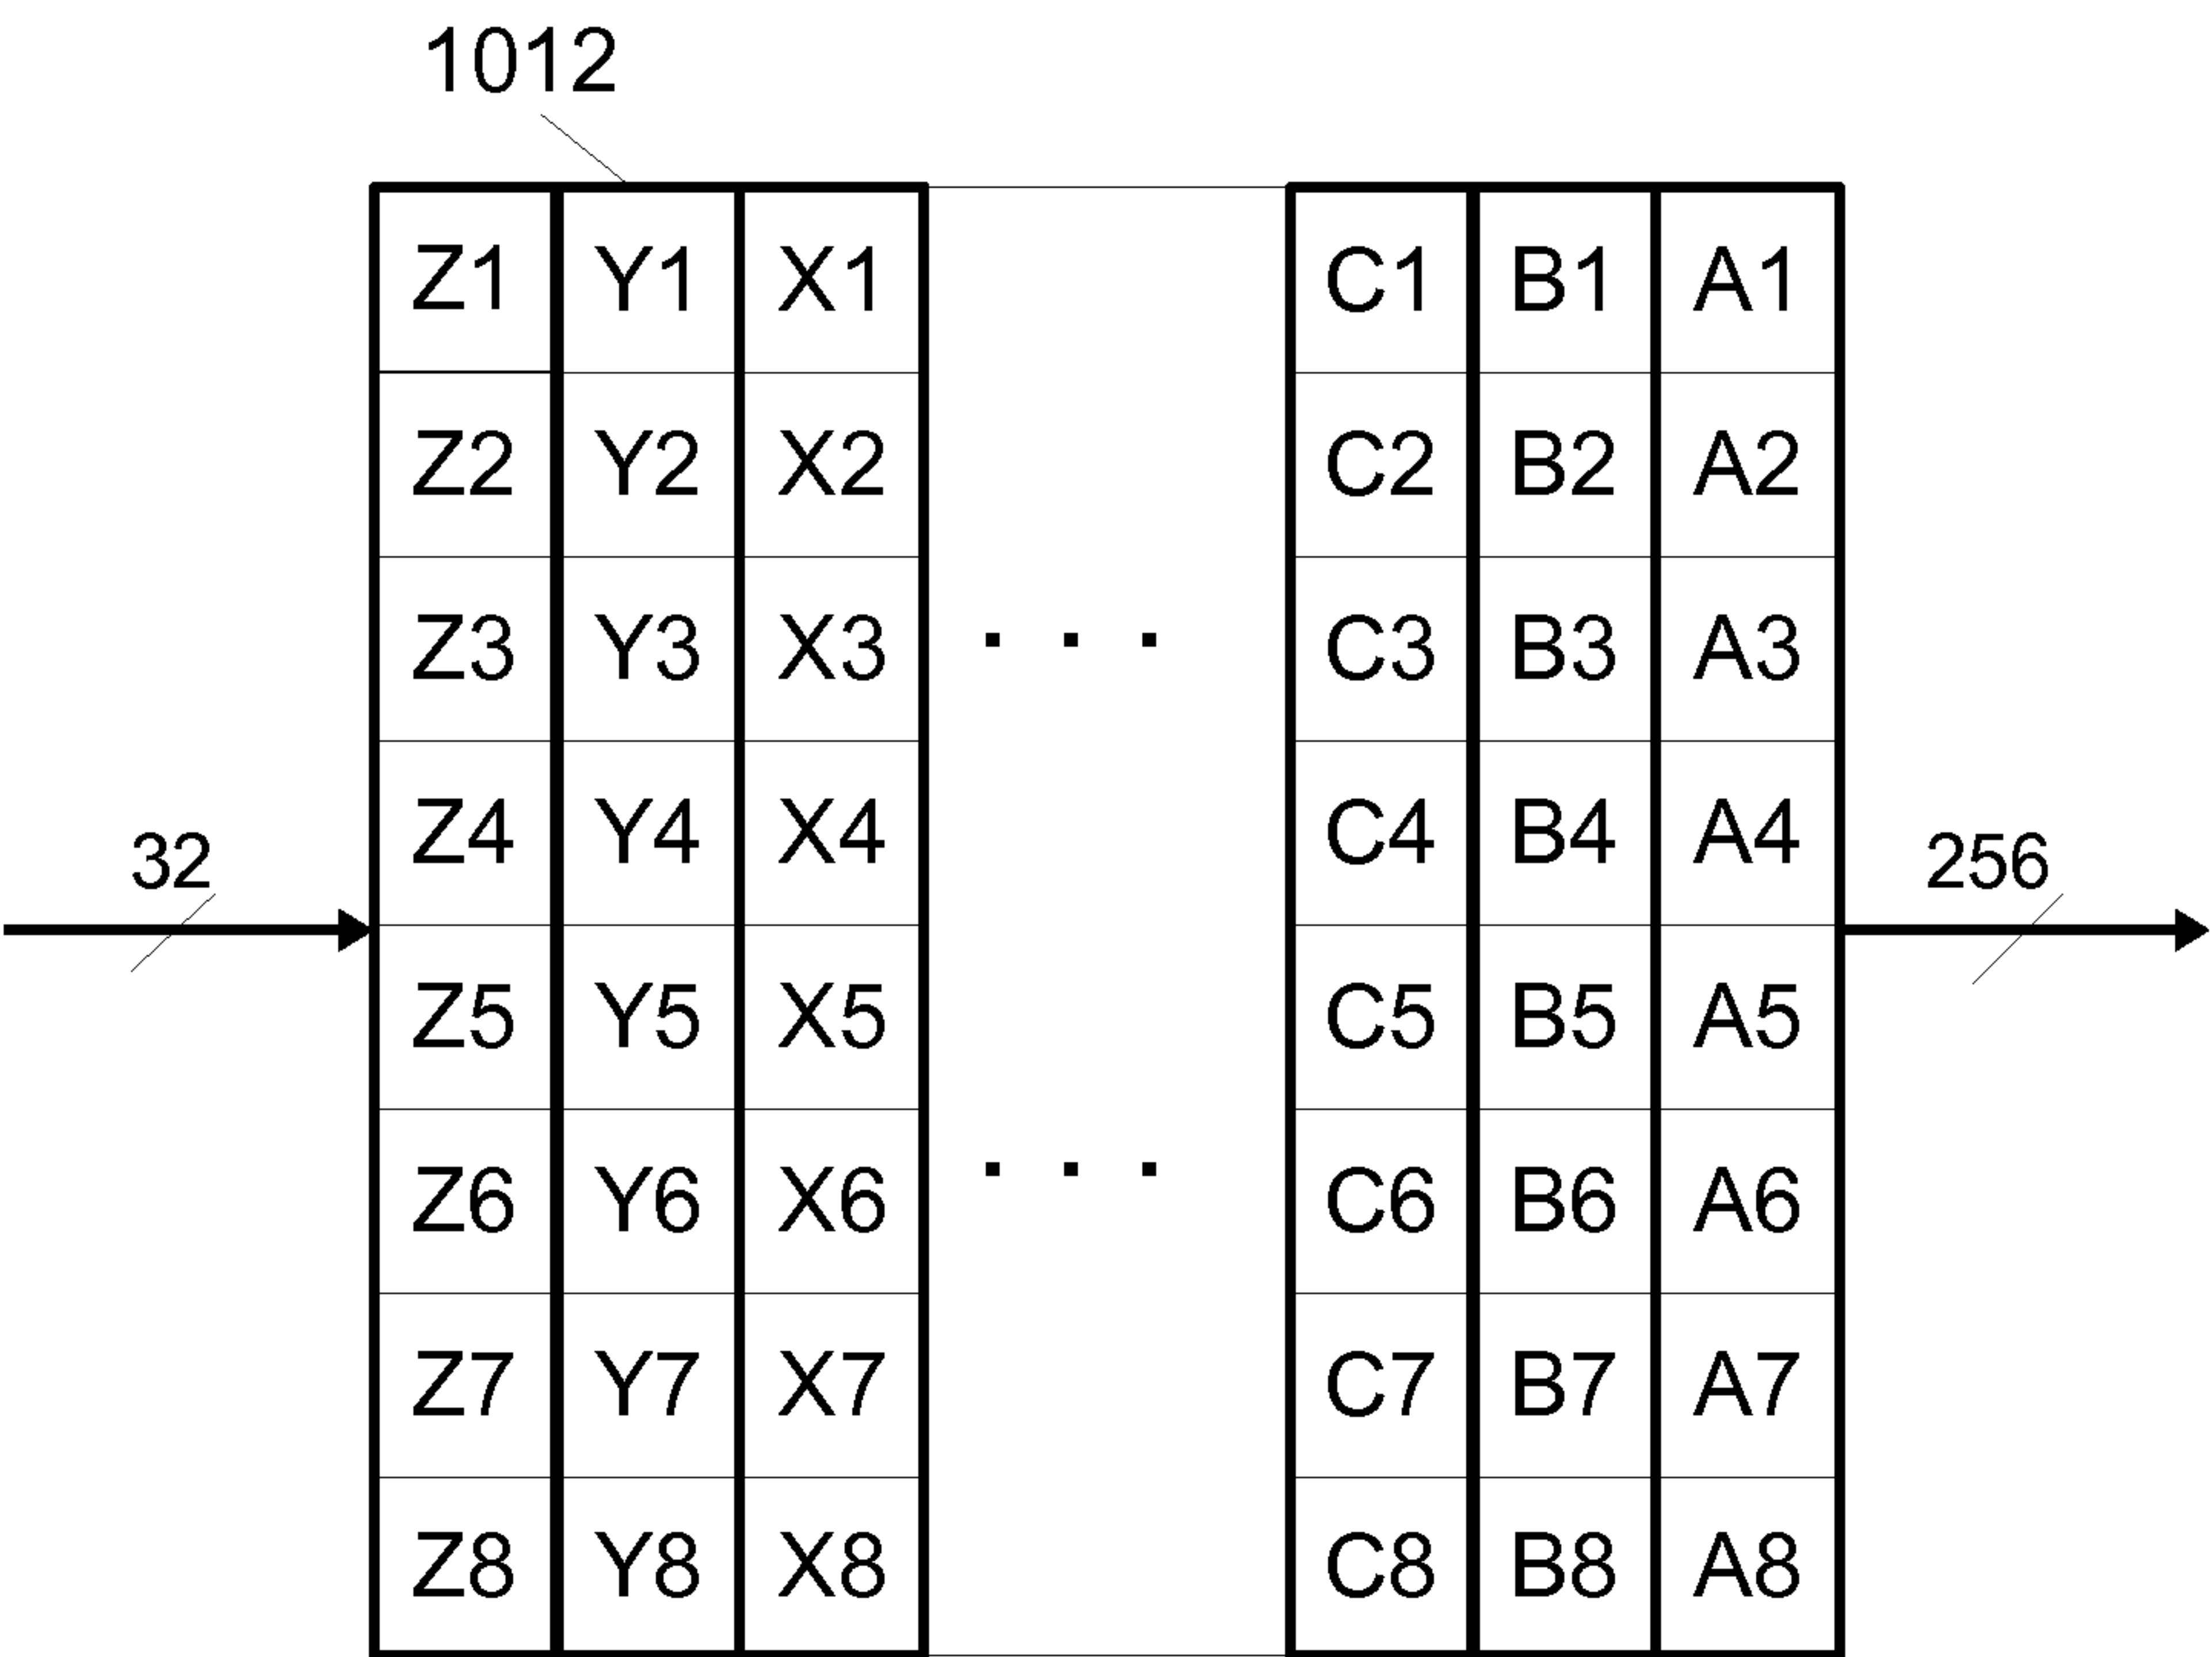 1012
Z1 Y1 X1 C1 B1 A1
Z2 Y2 X2 C2 B2 A2
Z3 Y3 X3 . . . C3 B3 A3
Z4 Y4 X4 C4 B4 A4
32 256
Z5 Y5 X5 C5 B5 A5
Z6 Y6 X6 . . . C6 B6 A6
Z7 Y7 X7 C7 B7 A7
Z8 Y8 X8 C8 B8 A8